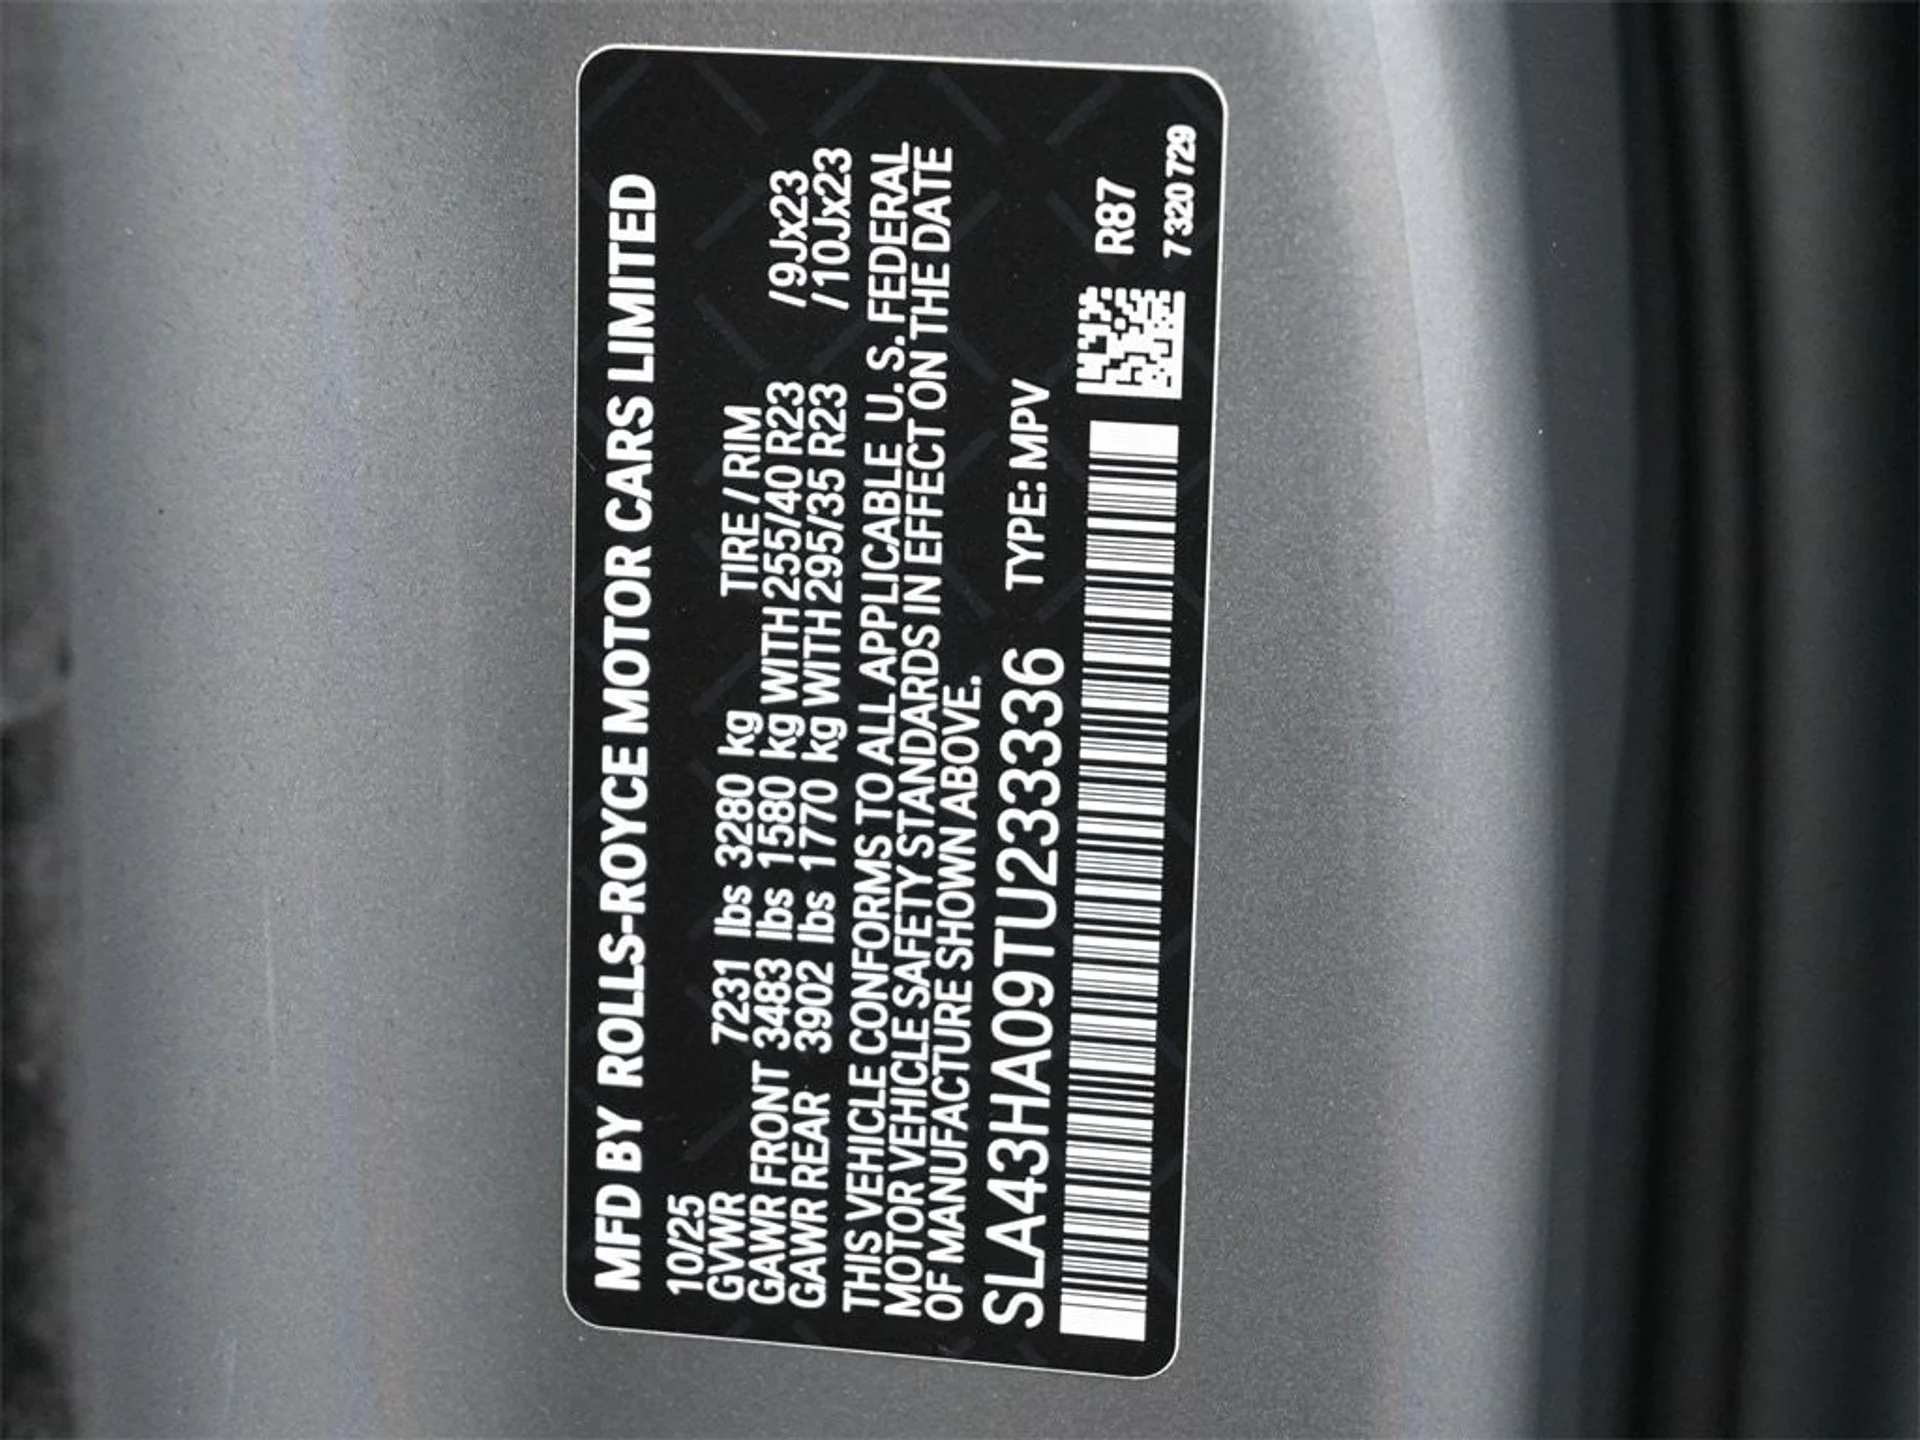 MFD BY ROLLS-ROYCE MOTOR CARS LIMITED
10/25
GVWR 7231 lbs 3280 kg TIRE / RIM
GAWR FRONT 3483 lbs 1580 kg WITH 255/40 R23 /9Jx23
GAWR REAR 3902 lbs 1770 kg WITH 295/35 R23 /10Jx23
THIS VEHICLE CONFORMS TO ALL APPLICABLE U.S. FEDERAL
MOTOR VEHICLE SAFETY STANDARDS IN EFFECT ON THE DATE
OF MANUFACTURE SHOWN ABOVE.
SLA43HA09TU233336 TYPE: MPV
R87
7320729